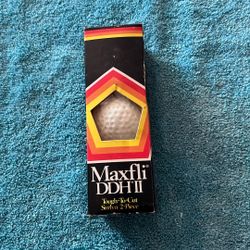 Maxfli
DDH II
Tough-To-Cut
Surlyn 2-Piece